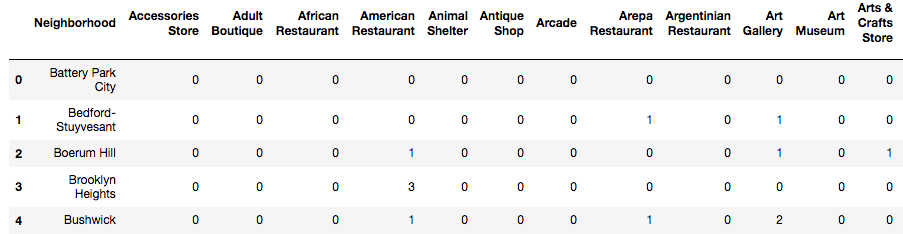 Neighborhood Accessories Store Adult Boutique African Restaurant American Restaurant Animal Shelter Antique Shop Arcade Arepa Restaurant Argentinian Restaurant Art Gallery Art Museum Arts & Crafts Store
0 Battery Park City 0 0 0 0 0 0 0 0 0 0 0 0
1 Bedford-Stuyvesant 0 0 0 0 0 0 0 1 0 1 0 0
2 Boerum Hill 0 0 0 1 0 0 0 0 0 1 0 1
3 Brooklyn Heights 0 0 0 3 0 0 0 0 0 0 0 0
4 Bushwick 0 0 0 1 0 0 0 1 0 2 0 0